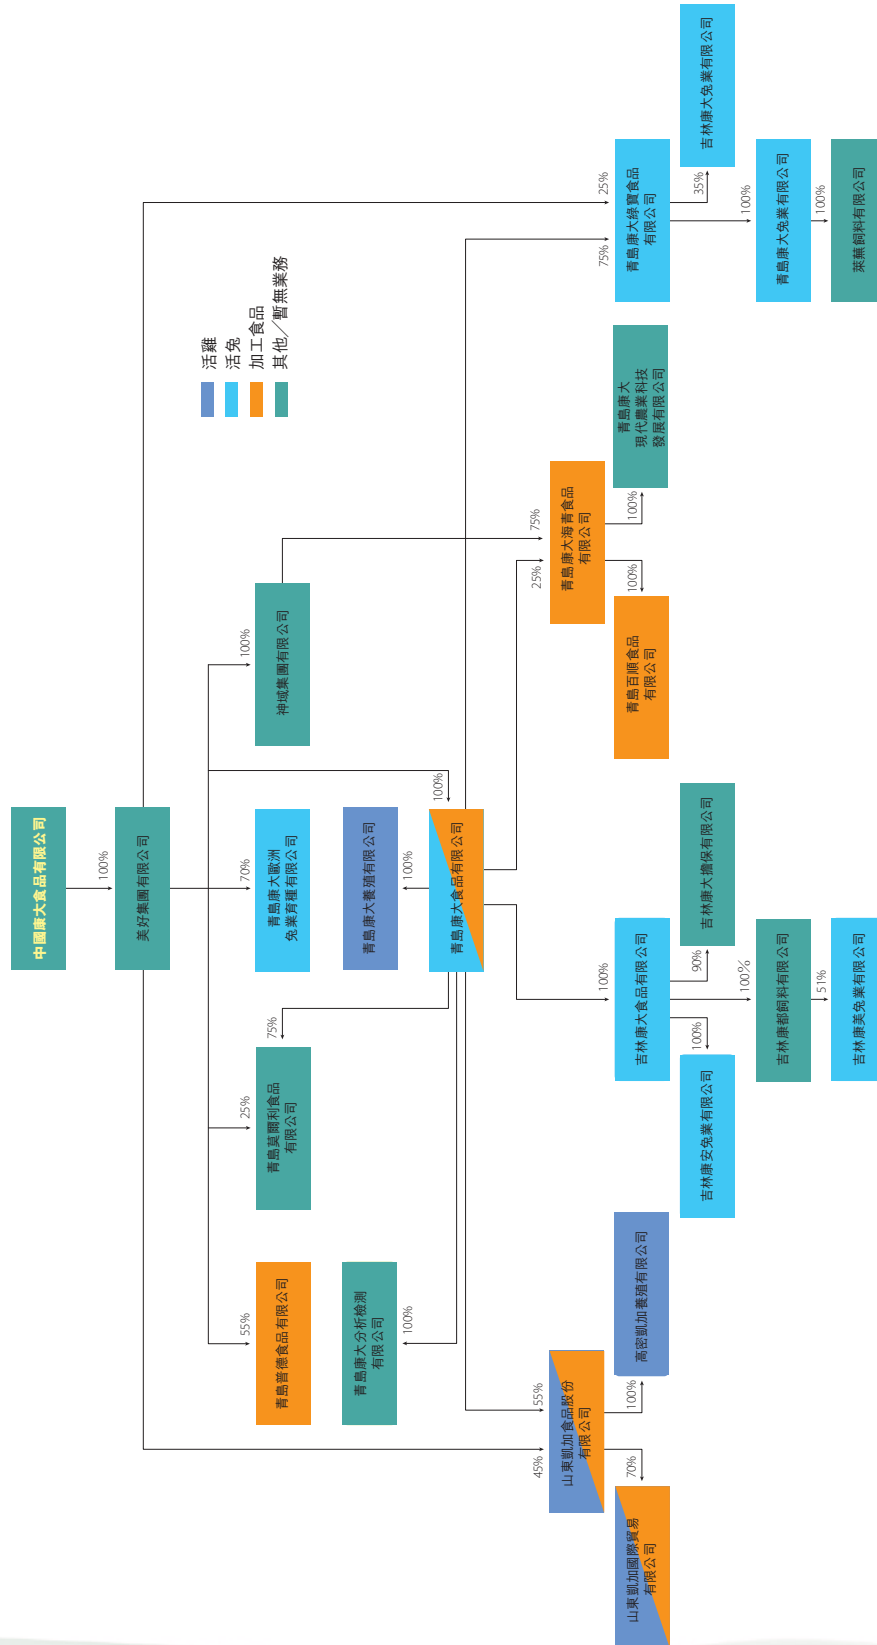 中國康大食品有限公司
100%
美好集團有限公司
55%
25%
70%
100%
青島普德食品有限公司
青島莫爾利食品
有限公司
75%
青島康大歐洲
兔業育種有限公司
神域集團有限公司
青島康大分析檢測
有限公司
100%
青島康大養殖有限公司
100%
100%
青島康大食品有限公司
活雞
活兔
加工食品
其他╱暫無業務
45%
55%
山東凱加食品股份
有限公司
70%
100%
山東凱加國際貿易
有限公司
高密凱加養殖有限公司
100%
吉林康大食品有限公司
100%
100%
90%
吉林康安兔業有限公司
吉林康大擔保有限公司
吉林康都飼料有限公司
51%
吉林康美兔業有限公司
25%
75%
青島康大海青食品
有限公司
100%
100%
青島百順食品
有限公司
青島康大
現代農業科技
發展有限公司
75%
25%
青島康大綠寶食品
有限公司
35%
吉林康大兔業有限公司
100%
青島康大兔業有限公司
100%
萊蕪飼料有限公司